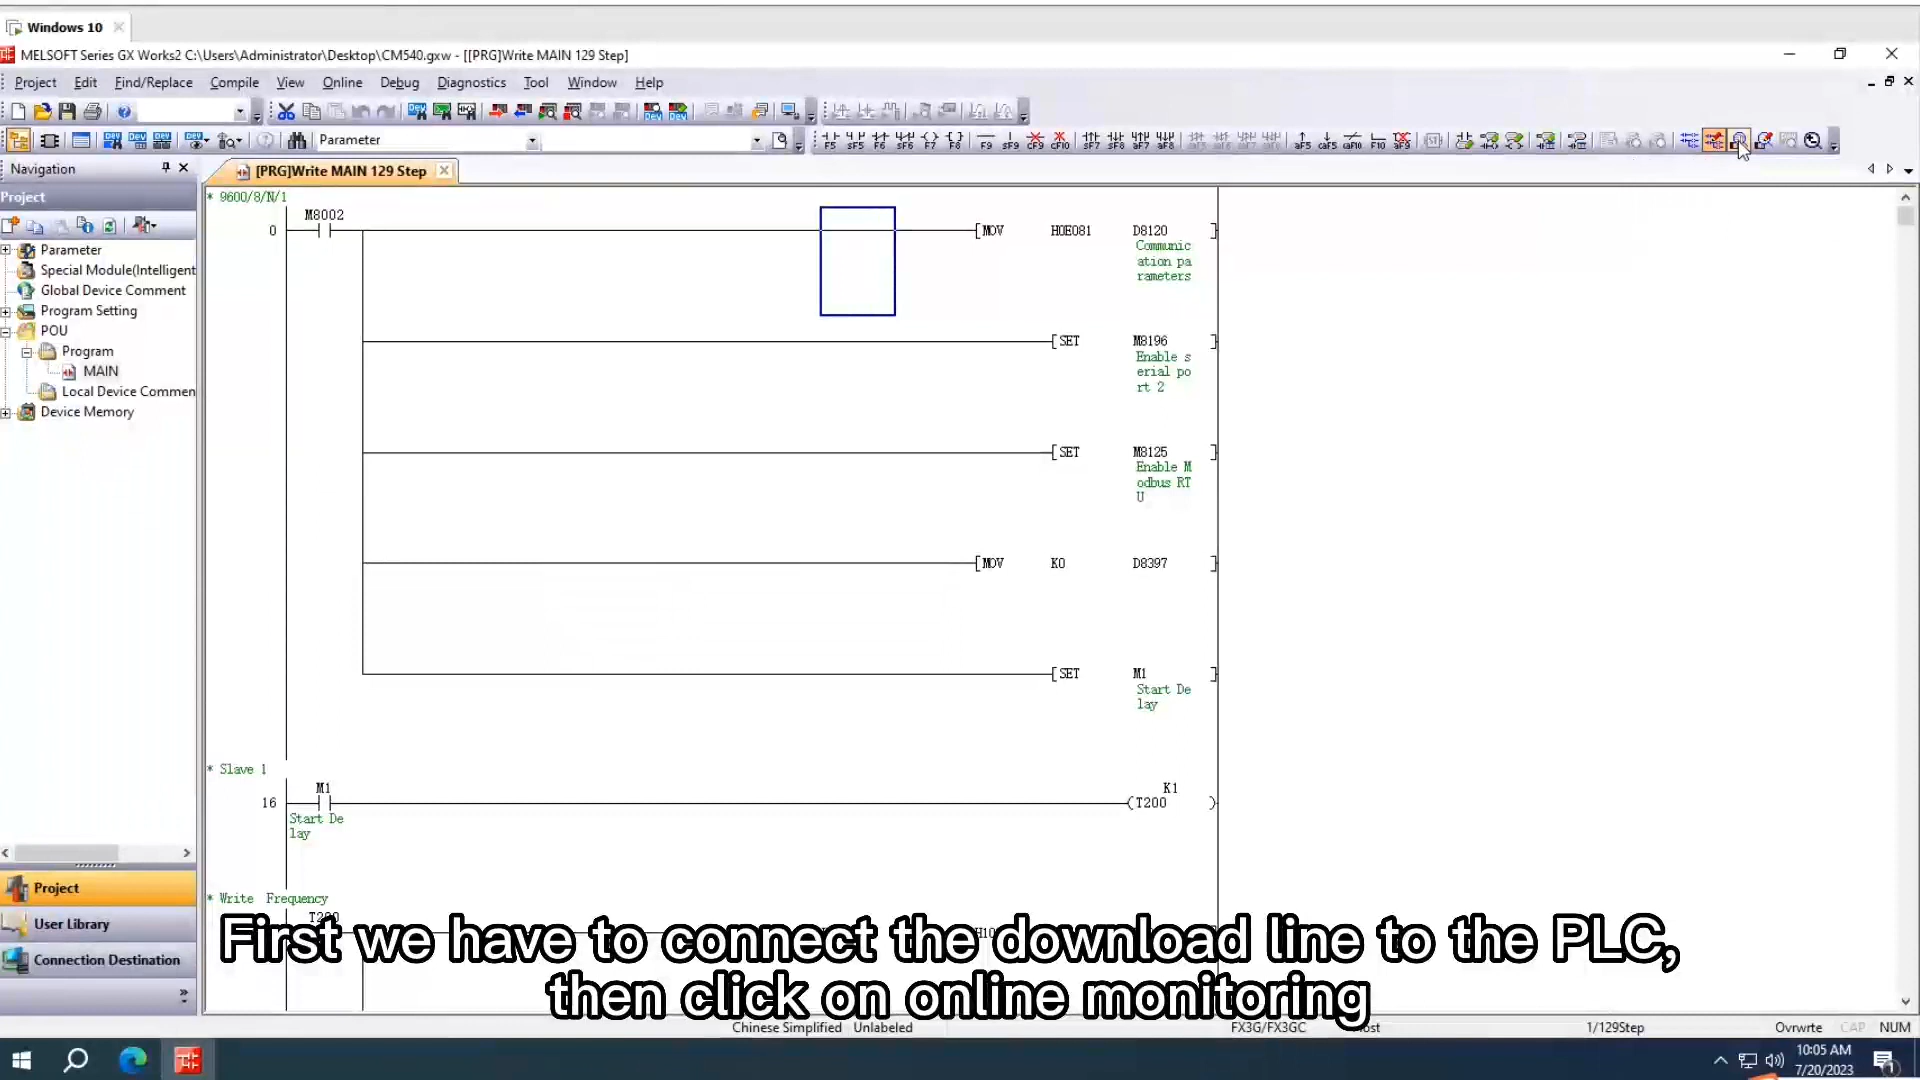 Windows 10
MELSOFT Series GX Works2 C:\Users\Administrator\Desktop\CM540.gxw - [[PRG]Write MAIN 129 Step]
Project Edit Find/Replace Compile View Online Debug Diagnostics Tool Window Help
Parameter
Navigation
[PRG]Write MAIN 129 Step
Project
Parameter
Special Module(Intelligent
Global Device Comment
Program Setting
POU
Program
MAIN
Local Device Commen
Device Memory
Project
User Library
Connection Destination
* 9600/8/N/1
M8002
0
MOV H0E081 D8120
Communic
ation pa
rameters
SET M8196
Enable s
erial po
rt 2
SET M8125
Enable M
odbus RT
U
MOV K0 D8397
SET M1
Start De
lay
* Slave 1
M1
K1
16
T200
Start De
lay
* Write Frequency
T200
First we have to connect the download line to the PLC,
then click on online monitoring
Chinese Simplified Unlabeled FX3G/FX3GC Host 1/129Step Ovrwrte CAP NUM
10:05 AM
7/20/2023